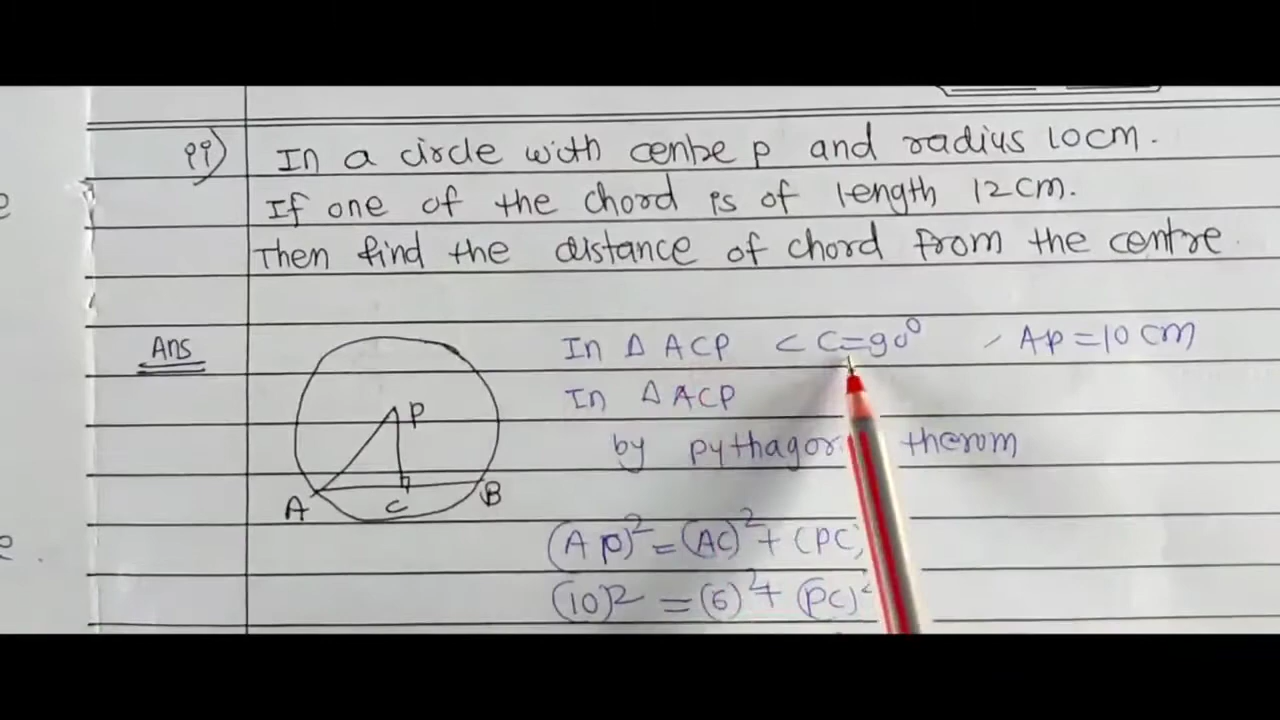 ii) In a circle with centre p and radius 10cm.
If one of the chord is of length 12cm.
Then find the distance of chord from the centre.
Ans
In Δ ACP < C=90° , AP=10 cm
In Δ ACP
by pythagor therom
(AP)² = (AC)² + (PC)
(10)2 = (6)² + (PC)²
P
A
C
B